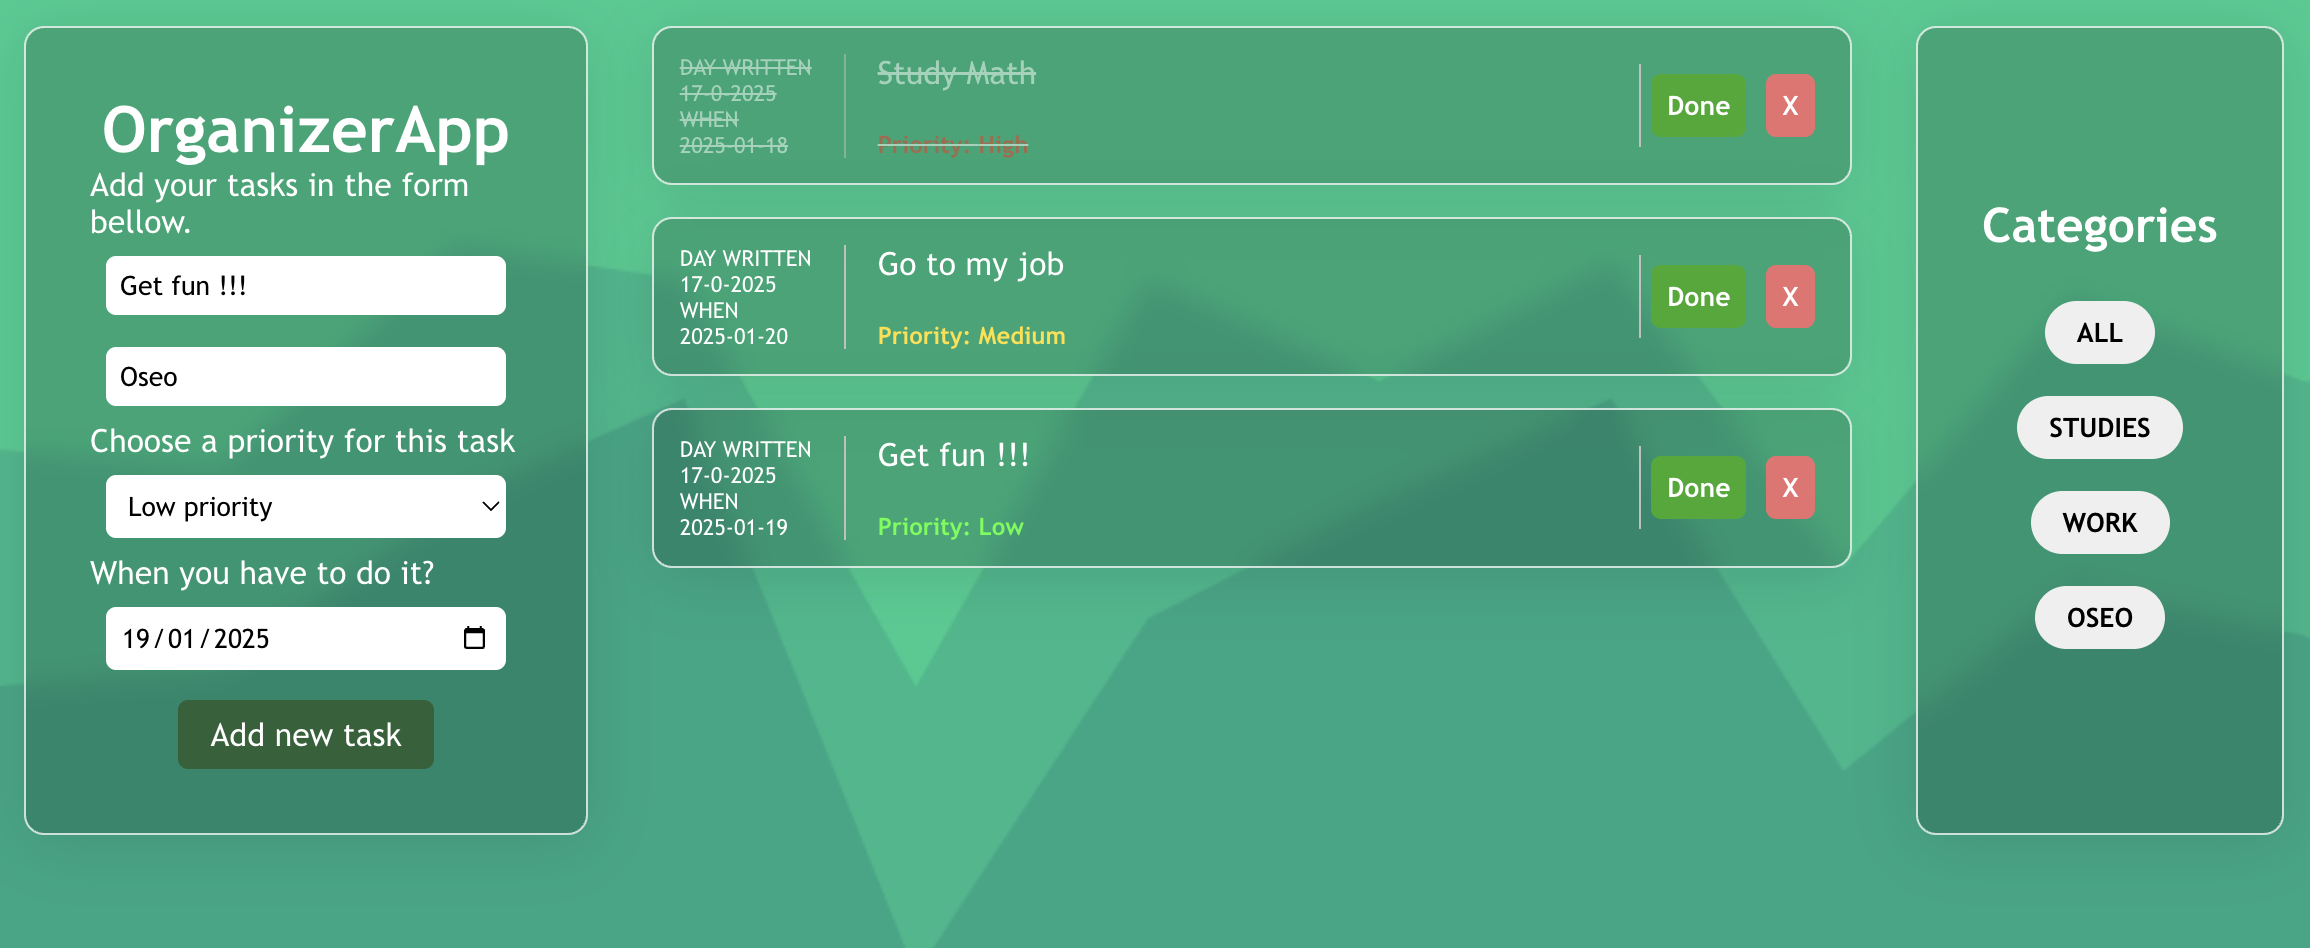 OrganizerApp
Add your tasks in the form
bellow.
Get fun !!!
Oseo
Choose a priority for this task
Low priority
When you have to do it?
19/01/2025
Add new task
DAY WRITTEN
17-0-2025
WHEN
2025-01-18
Study Math
Priority: High
Done
X
DAY WRITTEN
17-0-2025
WHEN
2025-01-20
Go to my job
Priority: Medium
Done
X
DAY WRITTEN
17-0-2025
WHEN
2025-01-19
Get fun !!!
Priority: Low
Done
X
Categories
ALL
STUDIES
WORK
OSEO